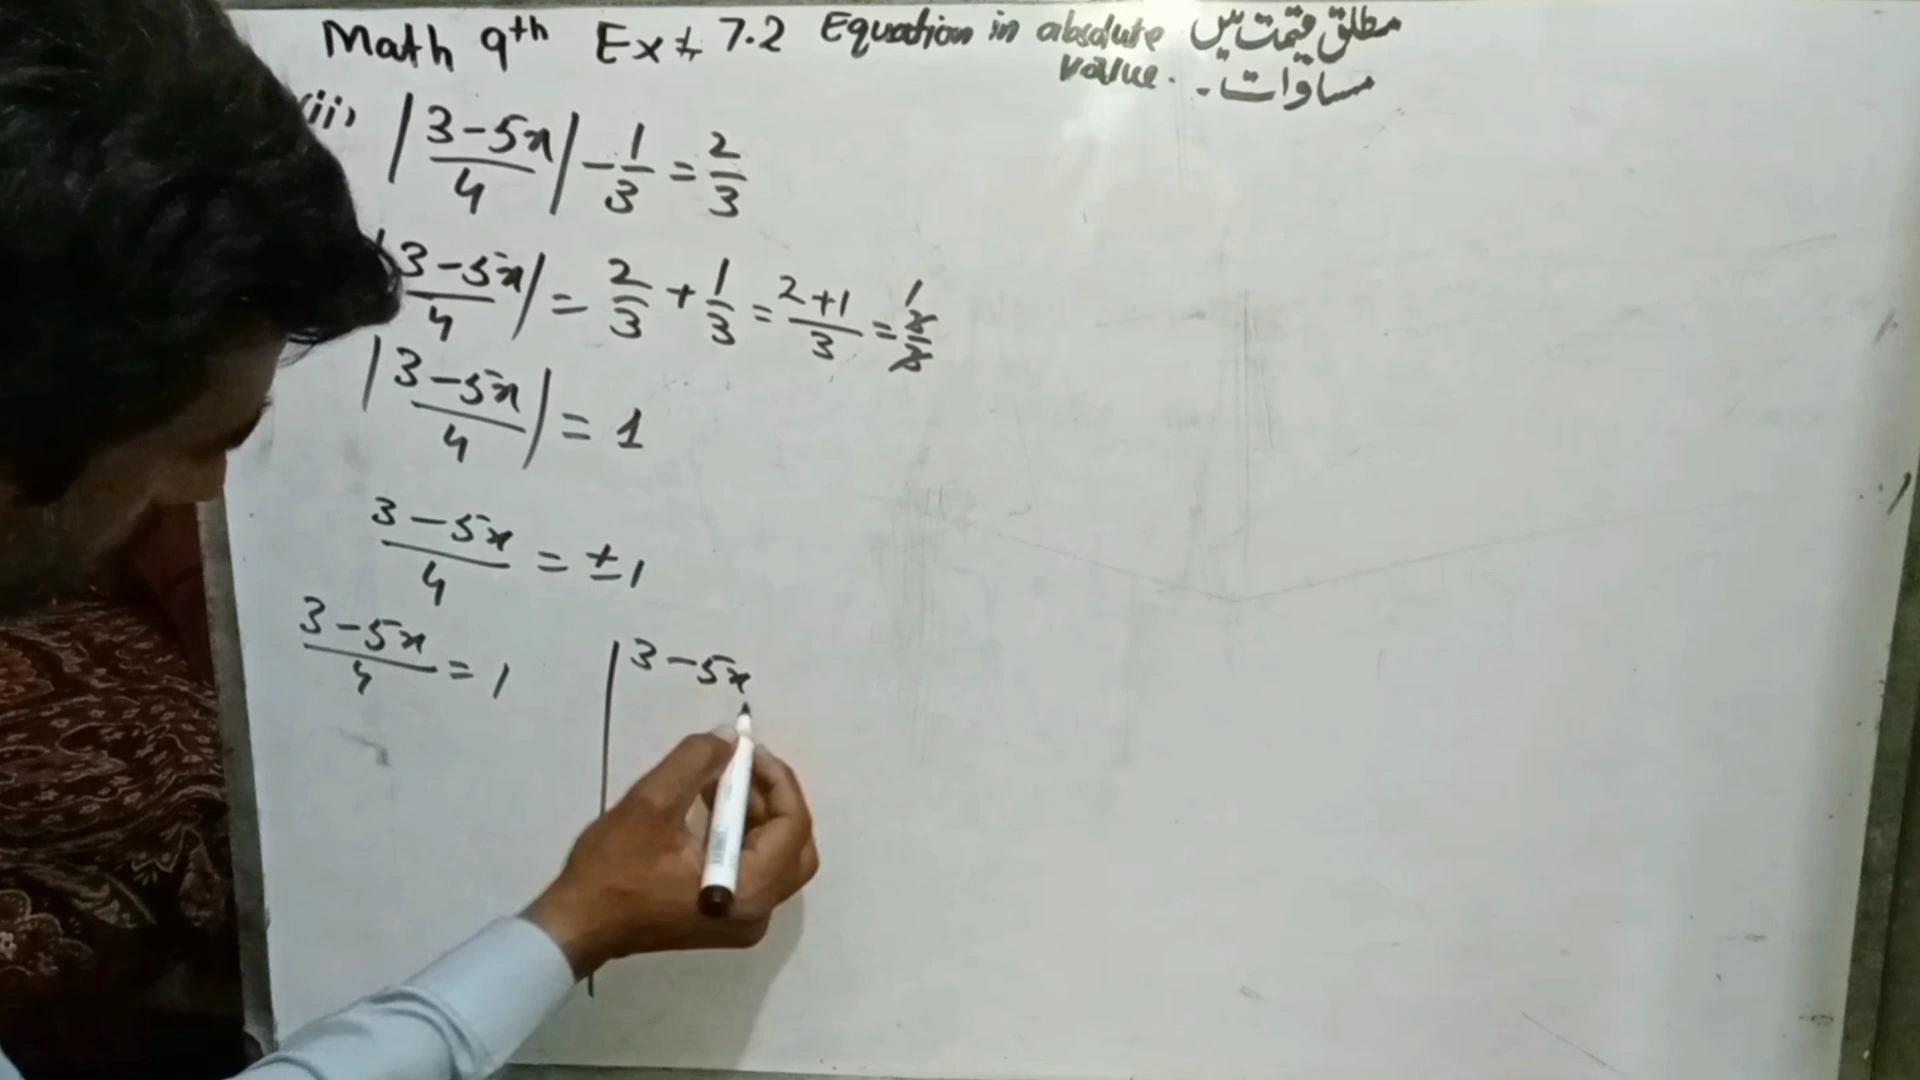 Math 9th Ex # 7.2 Equation in absolute مطلق قیمت میں
value. مساوات۔
(ii) |3-5x/4| - 1/3 = 2/3
|3-5x/4| = 2/3 + 1/3 = 2+1/3 = 1
|3-5x/4| = 1
3-5x/4 = ±1
3-5x/4 = 1 | 3-5x